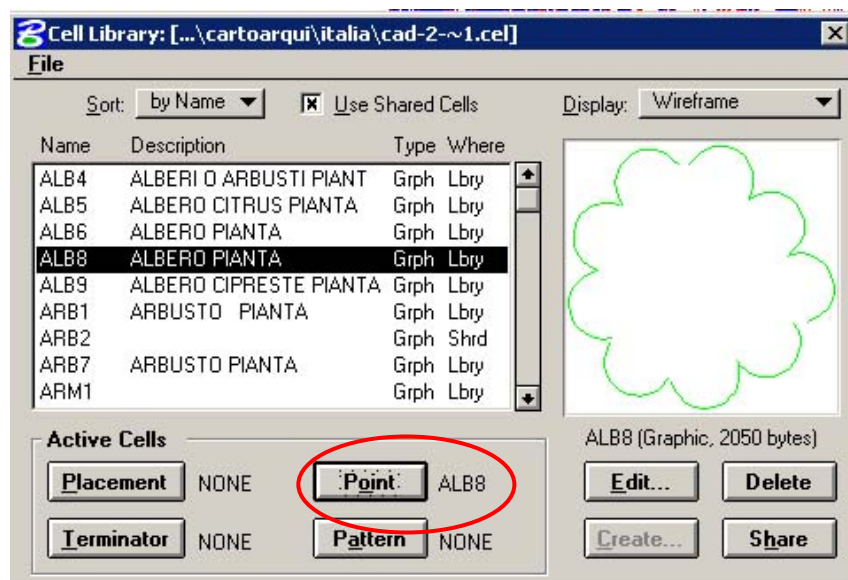 Cell Library: [...\cartoarqui\italia\cad-2-~1.cel]
File
Sort: by Name Use Shared Cells Display: Wireframe
Name Description Type Where
ALB4 ALBERI O ARBUSTI PIANT Grph Lbry
ALB5 ALBERO CITRUS PIANTA Grph Lbry
ALB6 ALBERO PIANTA Grph Lbry
ALB8 ALBERO PIANTA Grph Lbry
ALB9 ALBERO CIPRESTE PIANTA Grph Lbry
ARB1 ARBUSTO PIANTA Grph Lbry
ARB2 Grph Shrd
ARB7 ARBUSTO PIANTA Grph Lbry
ARM1 Grph Lbry
Active Cells ALB8 (Graphic, 2050 bytes)
Placement NONE Point ALB8 Edit... Delete
Terminator NONE Pattern NONE Create... Share